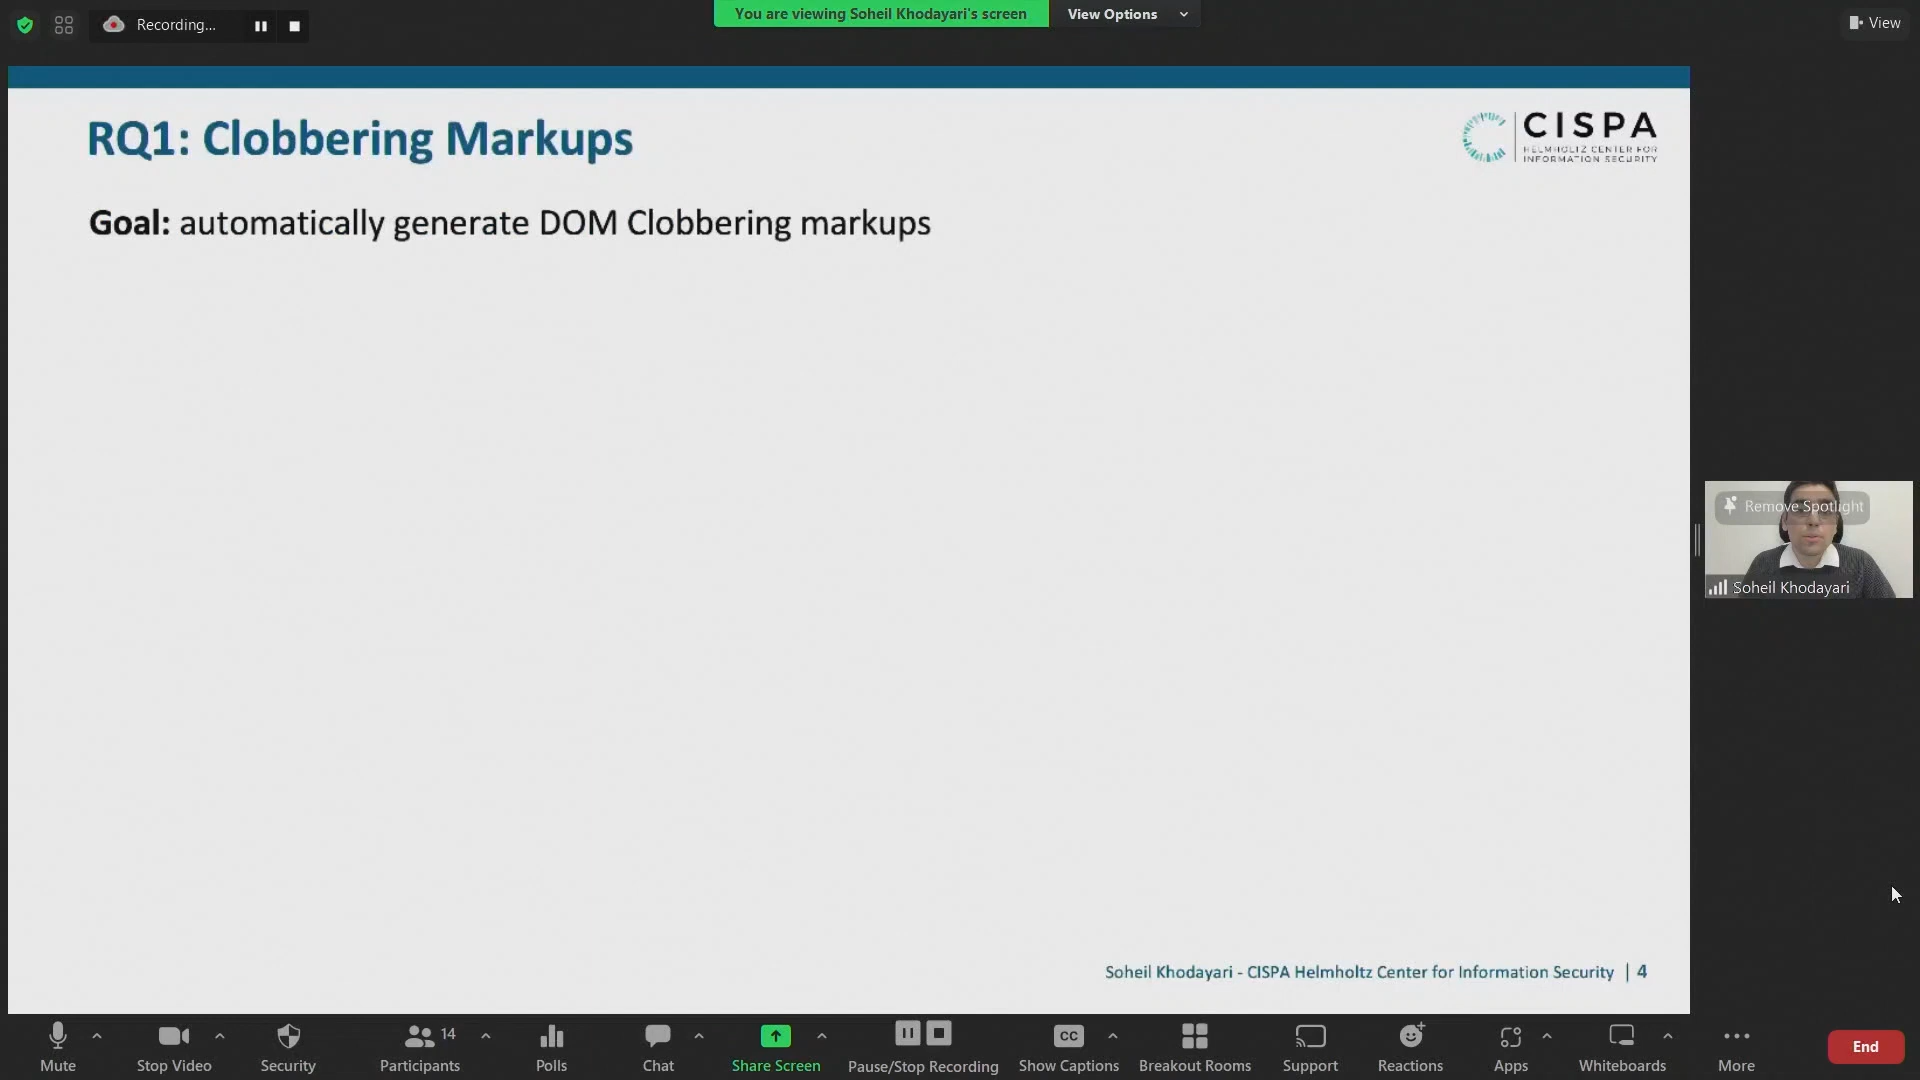 Recording...
You are viewing Soheil Khodayari's screen
View Options
View
RQ1: Clobbering Markups
CISPA
HELMHOLTZ CENTER FOR
INFORMATION SECURITY
Goal: automatically generate DOM Clobbering markups
Remove Spotlight
Soheil Khodayari
Soheil Khodayari - CISPA Helmholtz Center for Information Security | 4
14
CC
Mute
Stop Video
Security
Participants
Polls
Chat
Share Screen
Pause/Stop Recording
Show Captions
Breakout Rooms
Support
Reactions
Apps
Whiteboards
More
End